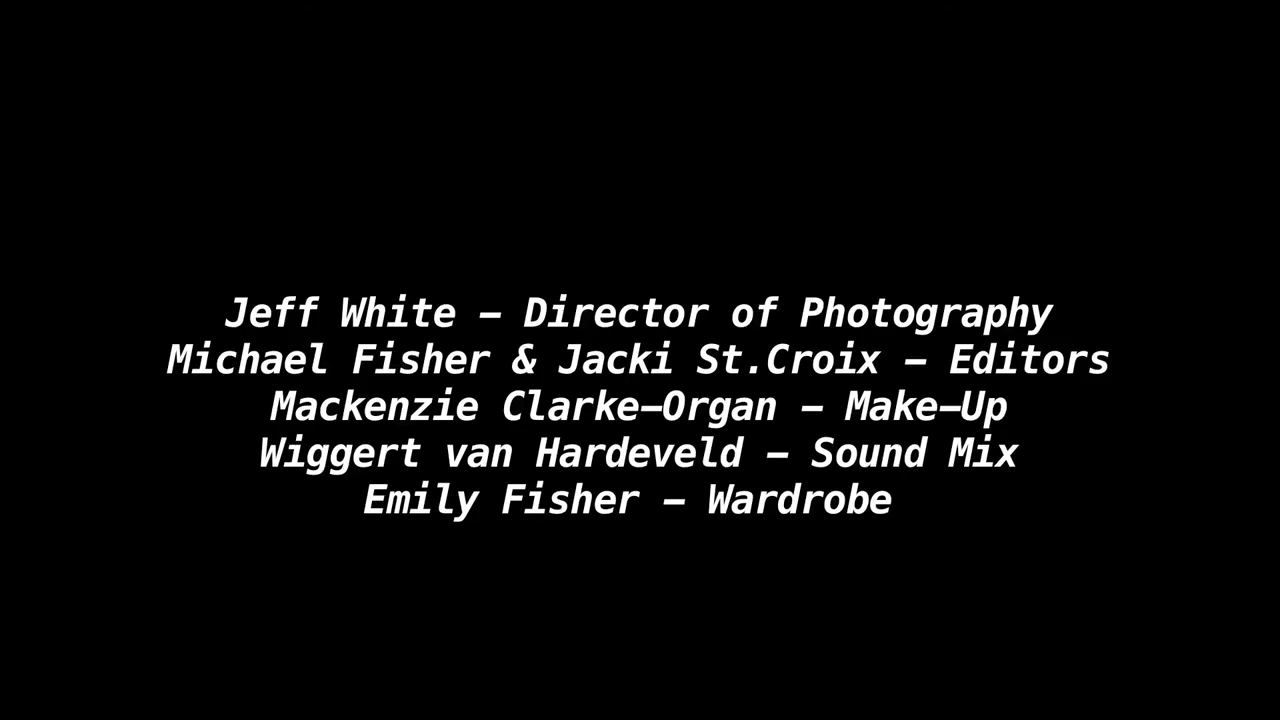 Jeff White – Director of Photography
Michael Fisher & Jacki St.Croix – Editors
Mackenzie Clarke-Organ – Make-Up
Wiggert van Hardeveld – Sound Mix
Emily Fisher – Wardrobe